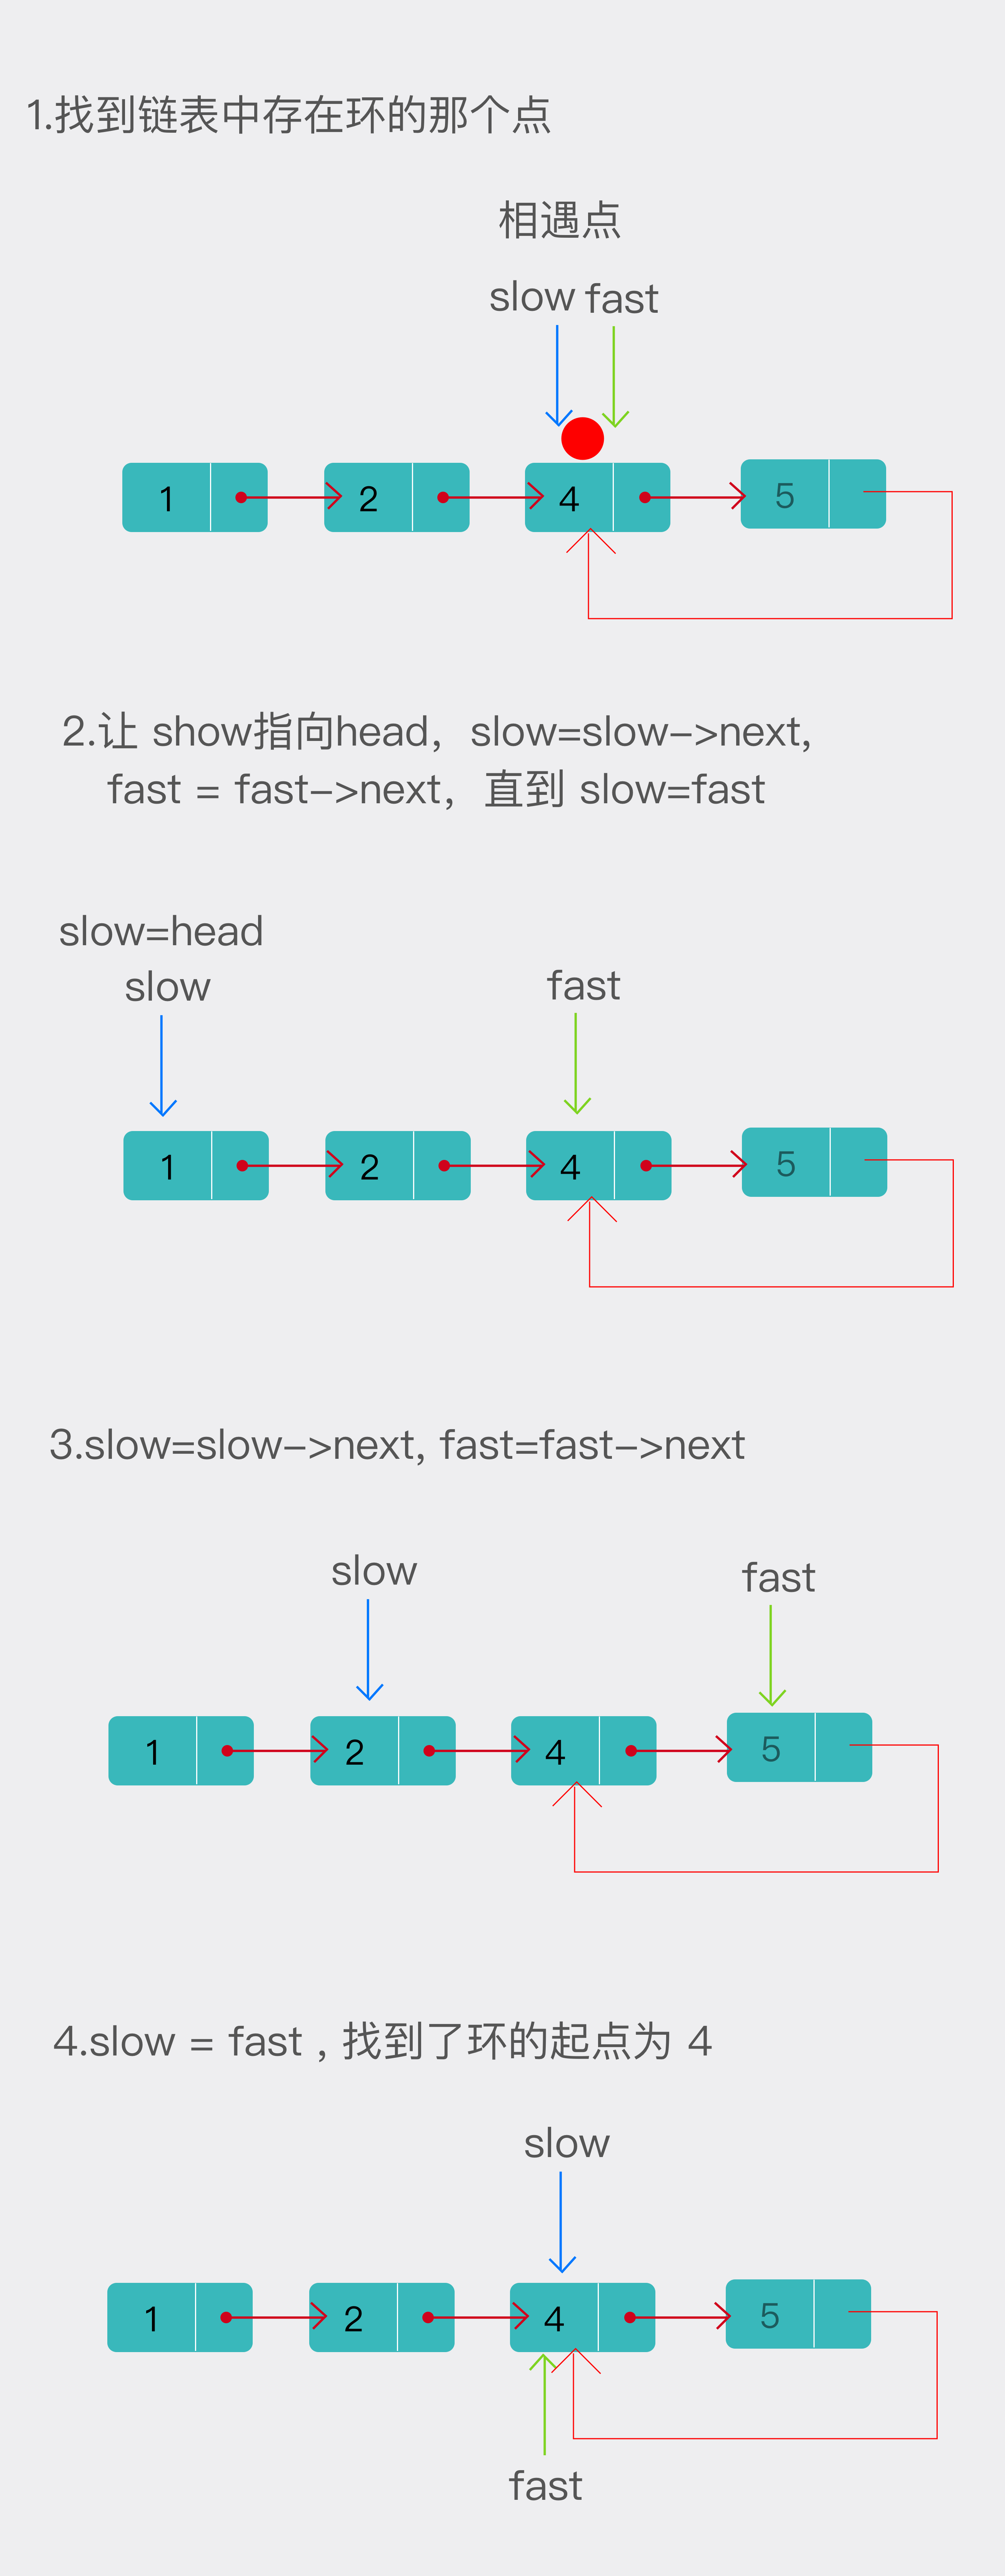 1.找到链表中存在环的那个点
相遇点
slow fast
1 2 4 5
2.让 show指向head，slow=slow->next,
fast = fast->next，直到 slow=fast
slow=head
slow fast
1 2 4 5
3.slow=slow->next, fast=fast->next
slow fast
1 2 4 5
4.slow = fast , 找到了环的起点为 4
slow
1 2 4 5
fast